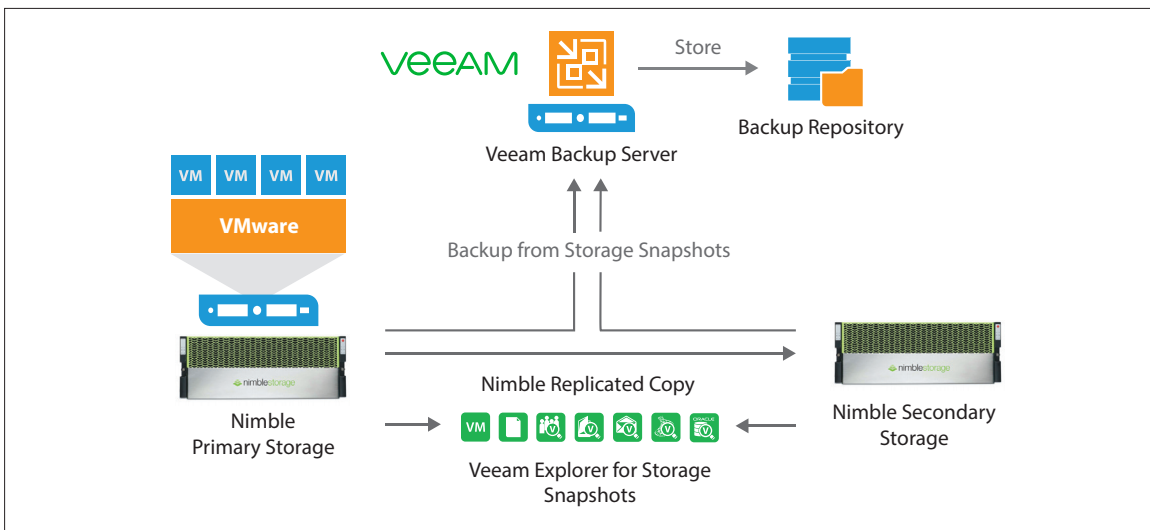 veeAM
Store
Backup Repository
Veeam Backup Server
VM VM VM VM
VMware
Backup from Storage Snapshots
nimblestorage
nimblestorage
Nimble Replicated Copy
Nimble
Primary Storage
Nimble Secondary
Storage
VM
V
V
V
V
ORACLE
V
Veeam Explorer for Storage
Snapshots